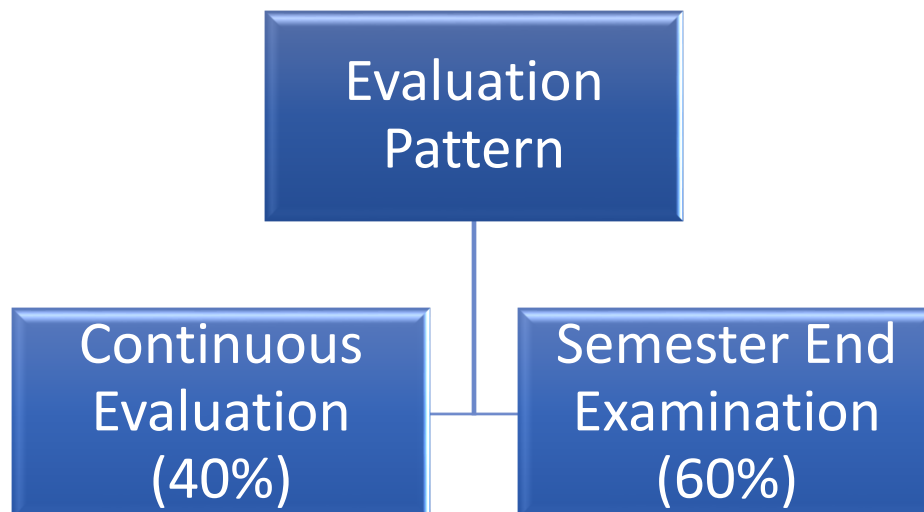 Evaluation
Pattern
Continuous
Evaluation
(40%)
Semester End
Examination
(60%)